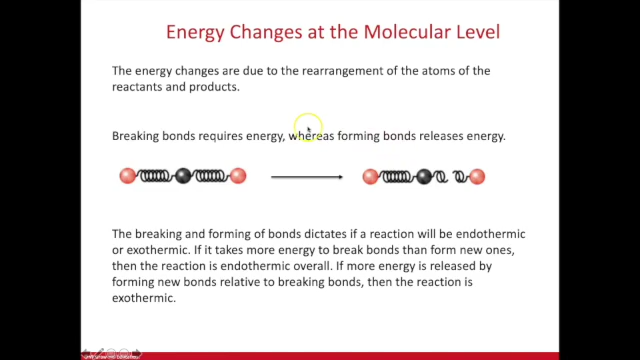 Energy Changes at the Molecular Level
The energy changes are due to the rearrangement of the atoms of the
reactants and products.
Breaking bonds requires energy, whereas forming bonds releases energy.
The breaking and forming of bonds dictates if a reaction will be endothermic
or exothermic. If it takes more energy to break bonds than form new ones,
then the reaction is endothermic overall. If more energy is released by
forming new bonds relative to breaking bonds, then the reaction is
exothermic.